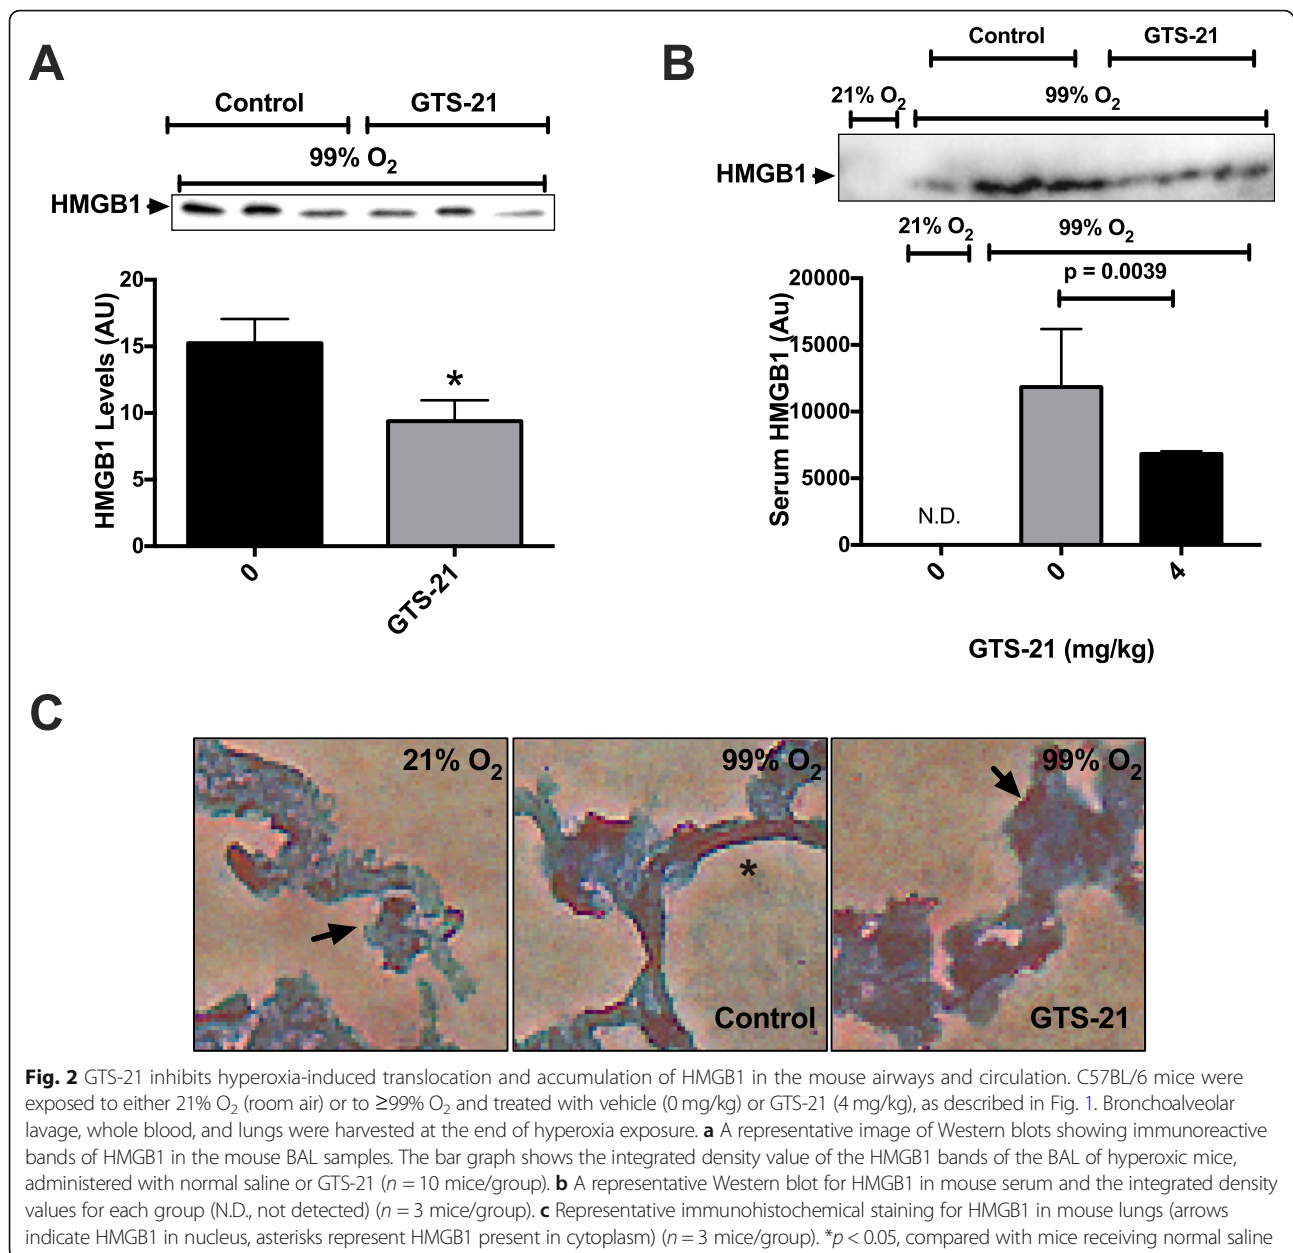 A
Control GTS-21
99% O2
HMGB1
HMGB1 Levels (AU)
20
15
10
5
0
*
0
GTS-21
B
Control GTS-21
21% O2 99% O2
HMGB1
21% O2 99% O2
p = 0.0039
Serum HMGB1 (Au)
20000
15000
10000
5000
0
N.D.
0 0 4
GTS-21 (mg/kg)
C
21% O2
99% O2
*
Control
99% O2
GTS-21
Fig. 2 GTS-21 inhibits hyperoxia-induced translocation and accumulation of HMGB1 in the mouse airways and circulation. C57BL/6 mice were
exposed to either 21% O2 (room air) or to ≥99% O2 and treated with vehicle (0 mg/kg) or GTS-21 (4 mg/kg), as described in Fig. 1. Bronchoalveolar
lavage, whole blood, and lungs were harvested at the end of hyperoxia exposure. a A representative image of Western blots showing immunoreactive
bands of HMGB1 in the mouse BAL samples. The bar graph shows the integrated density value of the HMGB1 bands of the BAL of hyperoxic mice,
administered with normal saline or GTS-21 (n = 10 mice/group). b A representative Western blot for HMGB1 in mouse serum and the integrated density
values for each group (N.D., not detected) (n = 3 mice/group). c Representative immunohistochemical staining for HMGB1 in mouse lungs (arrows
indicate HMGB1 in nucleus, asterisks represent HMGB1 present in cytoplasm) (n = 3 mice/group). *p < 0.05, compared with mice receiving normal saline